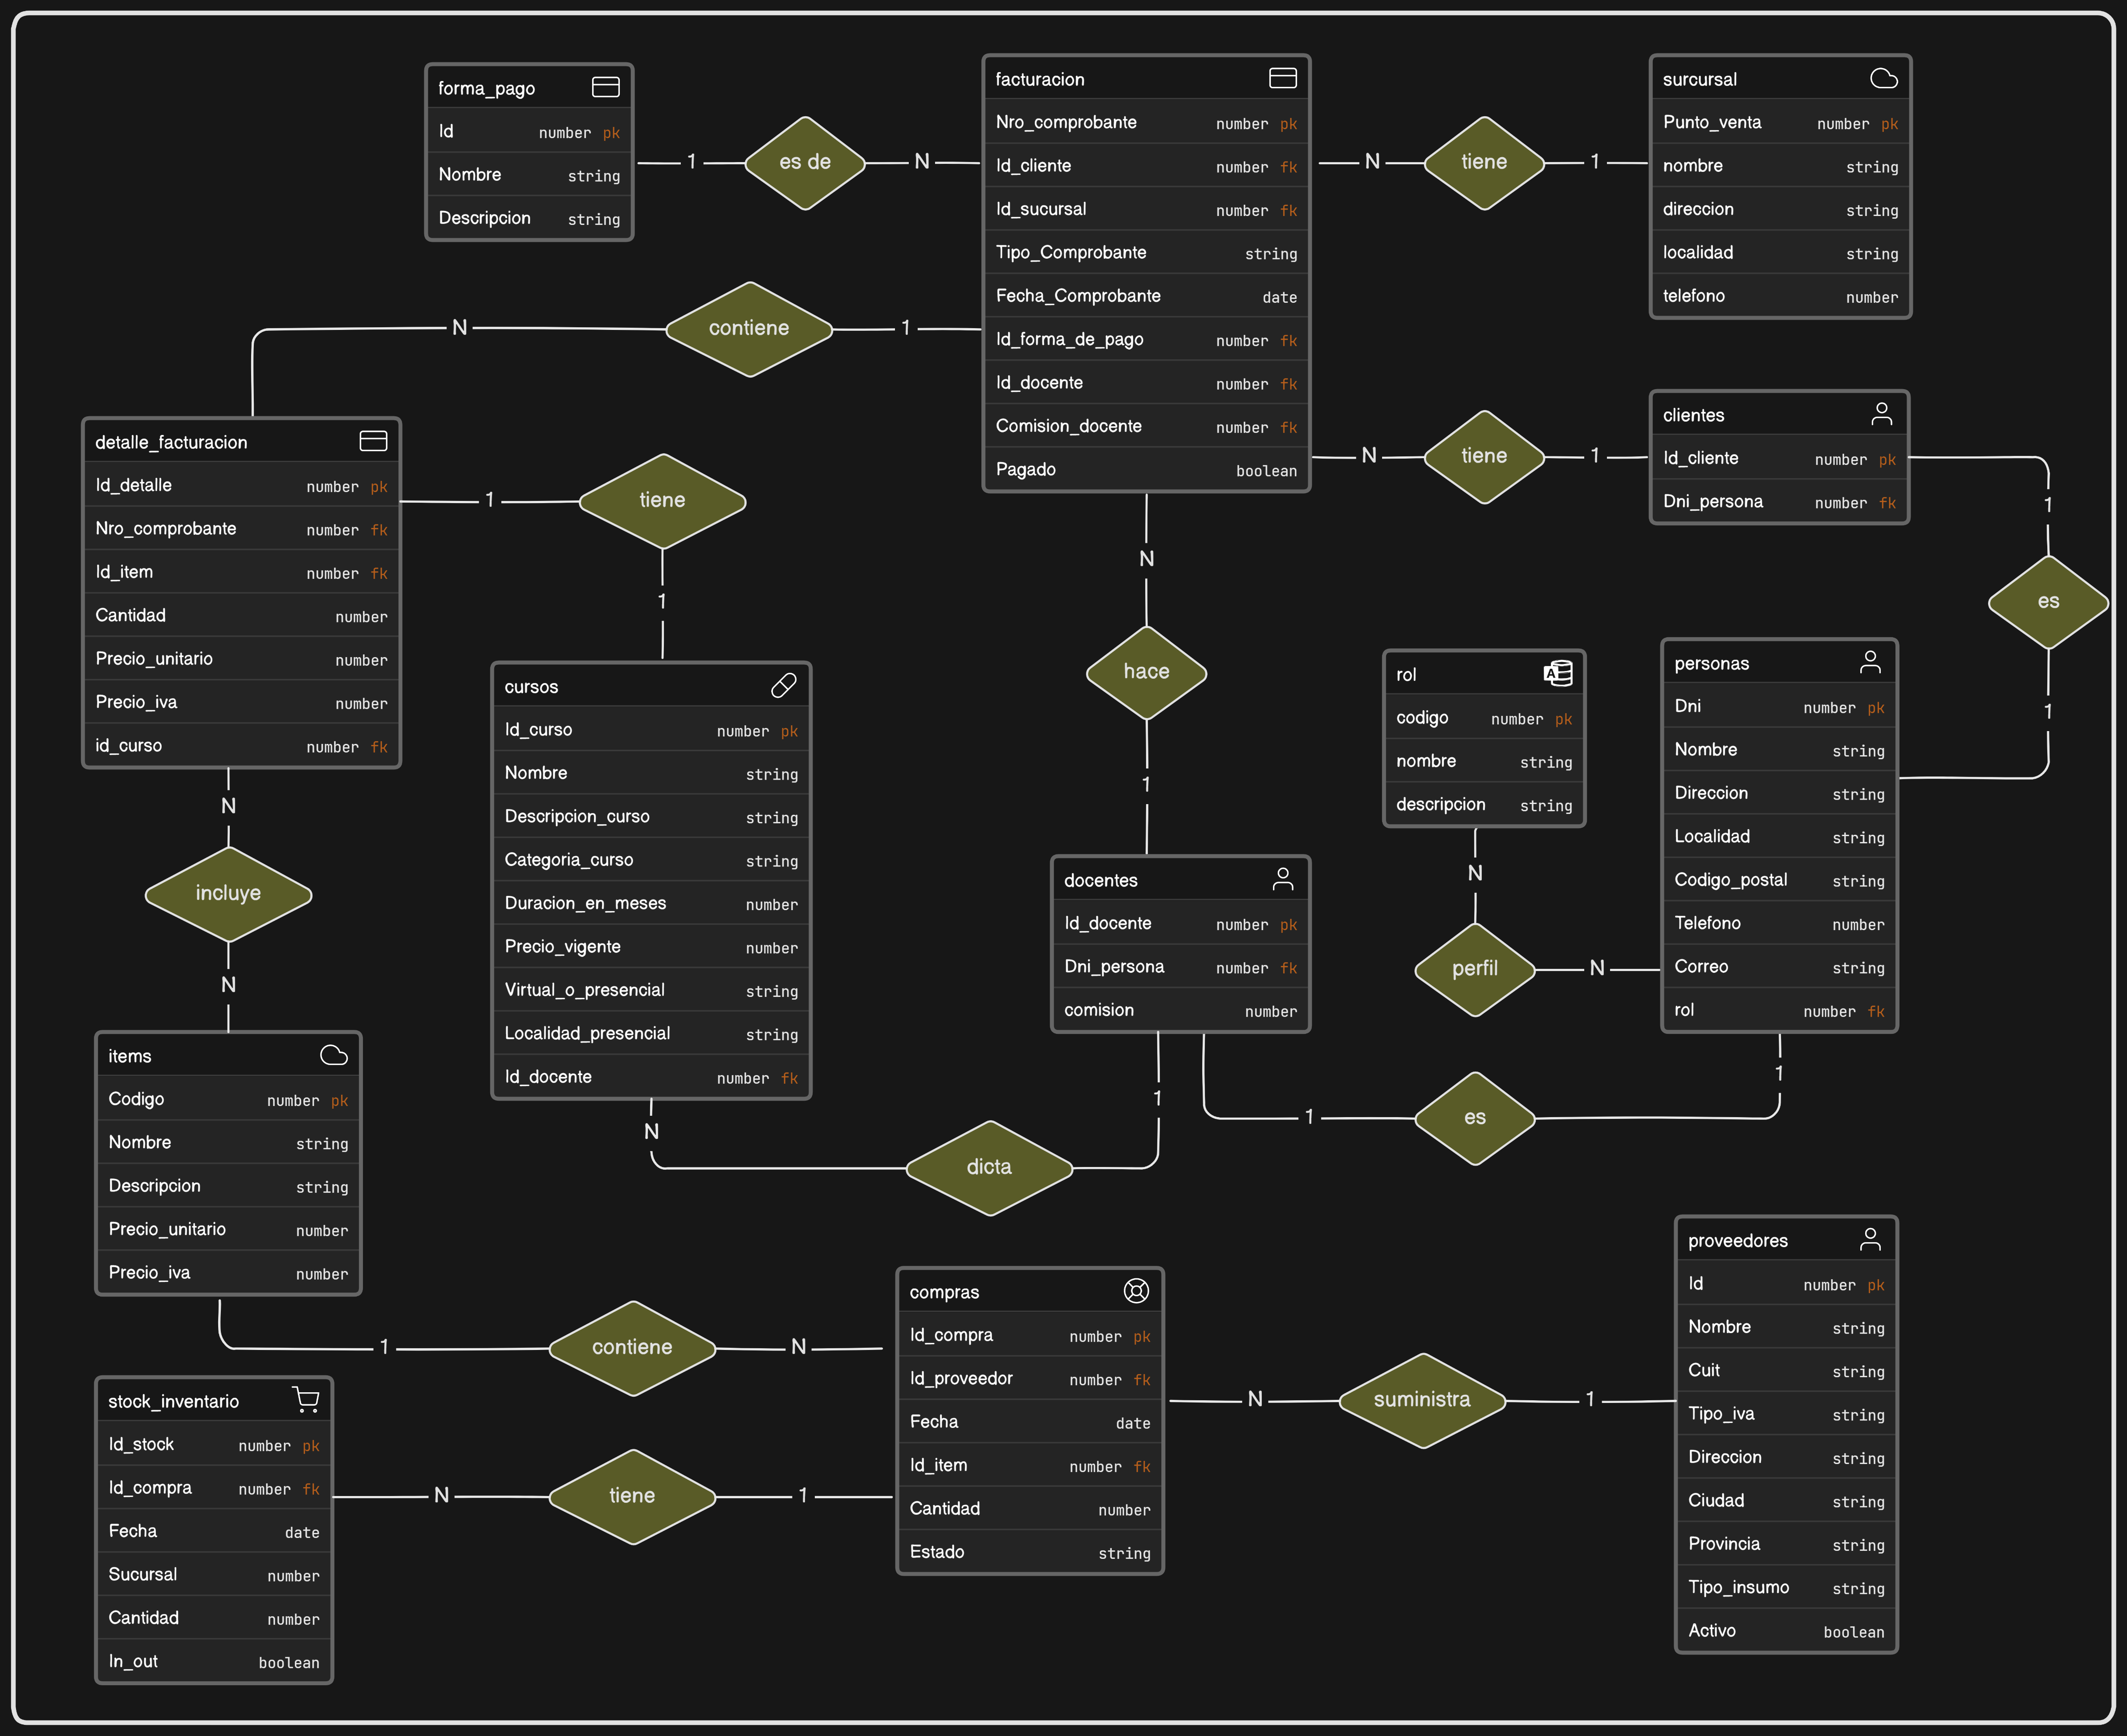 forma_pago
Id number pk
Nombre string
Descripcion string
1
es de
N
facturacion
Nro_comprobante number pk
Id_cliente number fk
Id_sucursal number fk
Tipo_Comprobante string
Fecha_Comprobante date
Id_forma_de_pago number fk
Id_docente number fk
Comision_docente number fk
Pagado boolean
N
tiene
1
surcursal
Punto_venta number pk
nombre string
direccion string
localidad string
telefono number
N
contiene
1
N
tiene
1
clientes
Id_cliente number pk
Dni_persona number fk
1
es
1
detalle_facturacion
Id_detalle number pk
Nro_comprobante number fk
Id_item number fk
Cantidad number
Precio_unitario number
Precio_iva number
id_curso number fk
1
tiene
1
N
hace
1
cursos
Id_curso number pk
Nombre string
Descripcion_curso string
Categoria_curso string
Duracion_en_meses number
Precio_vigente number
Virtual_o_presencial string
Localidad_presencial string
Id_docente number fk
rol
codigo number pk
nombre string
descripcion string
N
perfil
N
personas
Dni number pk
Nombre string
Direccion string
Localidad string
Codigo_postal string
Telefono number
Correo string
rol number fk
docentes
Id_docente number pk
Dni_persona number fk
comision number
N
incluye
N
1
es
1
N
dicta
1
items
Codigo number pk
Nombre string
Descripcion string
Precio_unitario number
Precio_iva number
1
contiene
N
compras
Id_compra number pk
Id_proveedor number fk
Fecha date
Id_item number fk
Cantidad number
Estado string
N
suministra
1
proveedores
Id number pk
Nombre string
Cuit string
Tipo_iva string
Direccion string
Ciudad string
Provincia string
Tipo_insumo string
Activo boolean
stock_inventario
Id_stock number pk
Id_compra number fk
Fecha date
Sucursal number
Cantidad number
In_out boolean
N
tiene
1